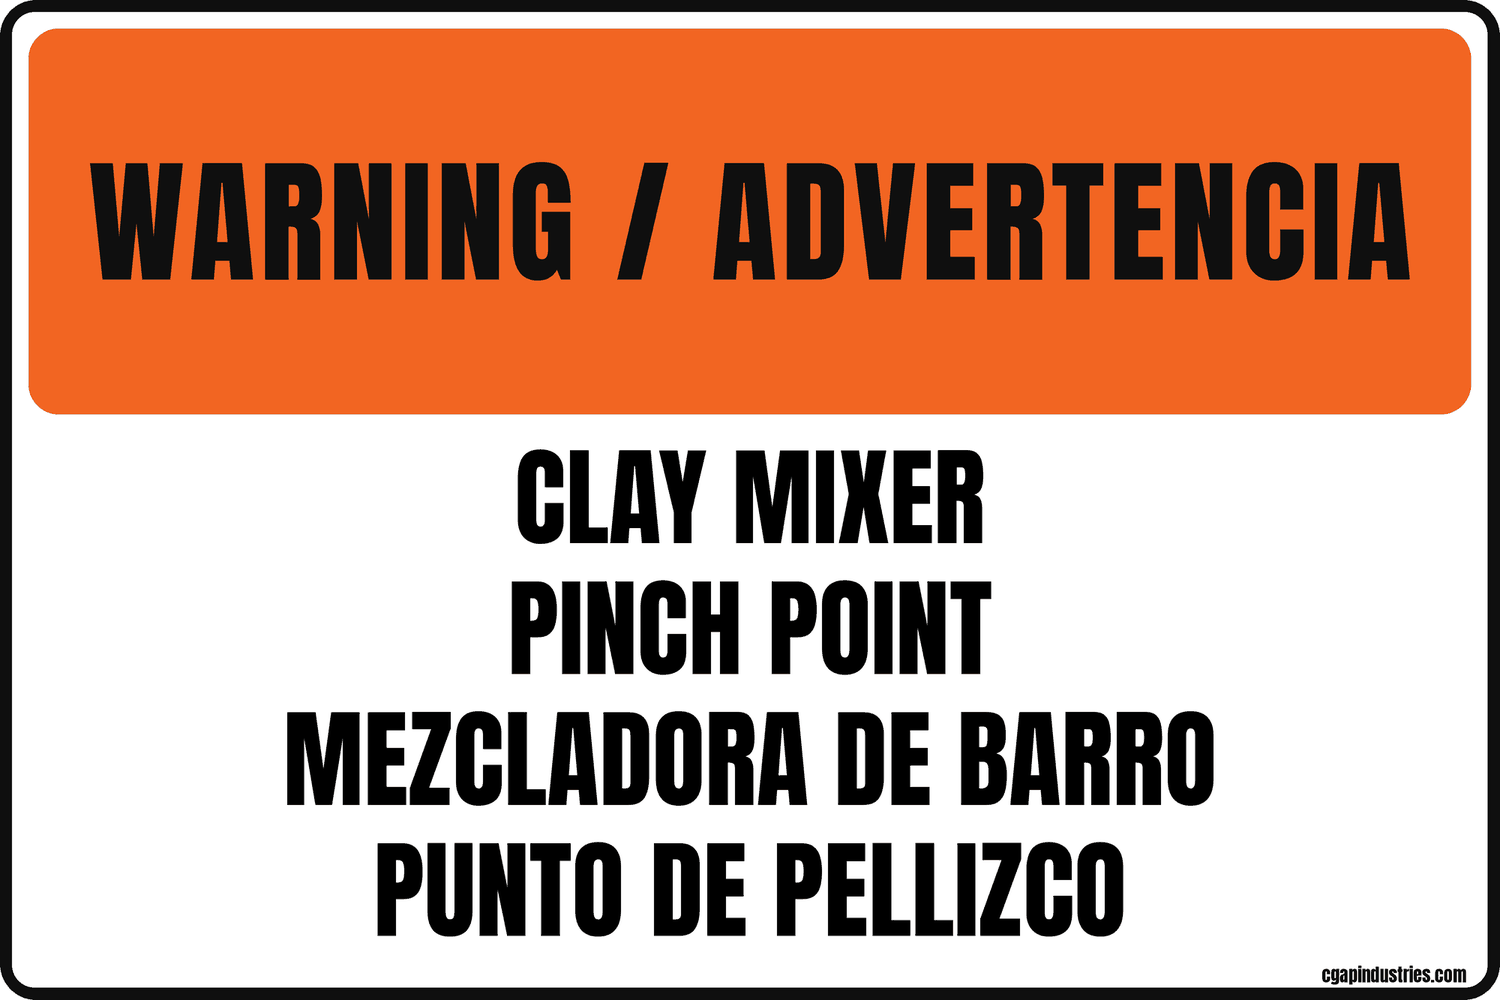 WARNING / ADVERTENCIA
CLAY MIXER
PINCH POINT
MEZCLADORA DE BARRO
PUNTO DE PELLIZCO
cgapindustries.com